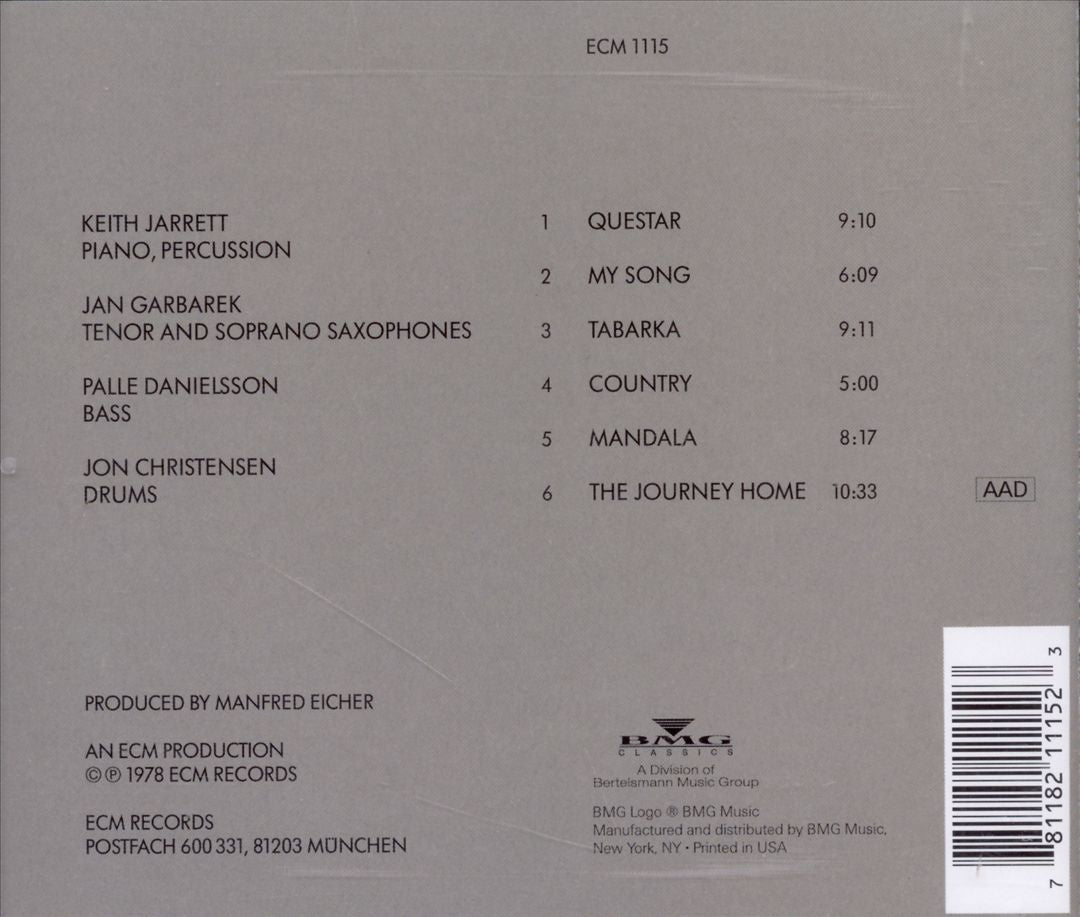 ECM 1115
KEITH JARRETT
PIANO, PERCUSSION
JAN GARBAREK
TENOR AND SOPRANO SAXOPHONES
PALLE DANIELSSON
BASS
JON CHRISTENSEN
DRUMS
1 QUESTAR 9:10
2 MY SONG 6:09
3 TABARKA 9:11
4 COUNTRY 5:00
5 MANDALA 8:17
6 THE JOURNEY HOME 10:33
AAD
PRODUCED BY MANFRED EICHER
AN ECM PRODUCTION
© ℗ 1978 ECM RECORDS
ECM RECORDS
POSTFACH 600 331, 81203 MÜNCHEN
BMG
CLASSICS
A Division of
Bertelsmann Music Group
BMG Logo ® BMG Music
Manufactured and distributed by BMG Music,
New York, NY • Printed in USA
7 81182 11152 3